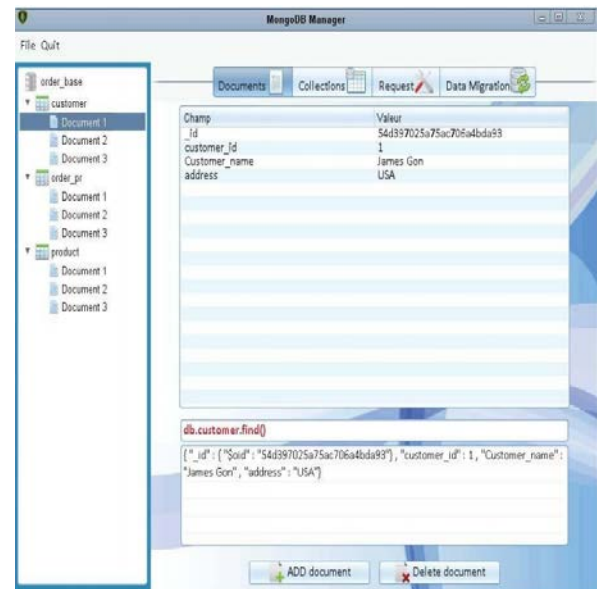 MongoDB Manager
File Quit
order_base
customer
Document 1
Document 2
Document 3
order_pr
Document 1
Document 2
Document 3
product
Document 1
Document 2
Document 3
Documents Collections Request Data Migration
Champ Valeur
_id 54d397025a75ac706a4bda93
customer_id 1
Customer_name James Gon
address USA
db.customer.find()
{ "_id" : { "$oid" : "54d397025a75ac706a4bda93"} , "customer_id" : 1 , "Customer_name" :
"James Gon" , "address" : "USA"}
ADD document Delete document